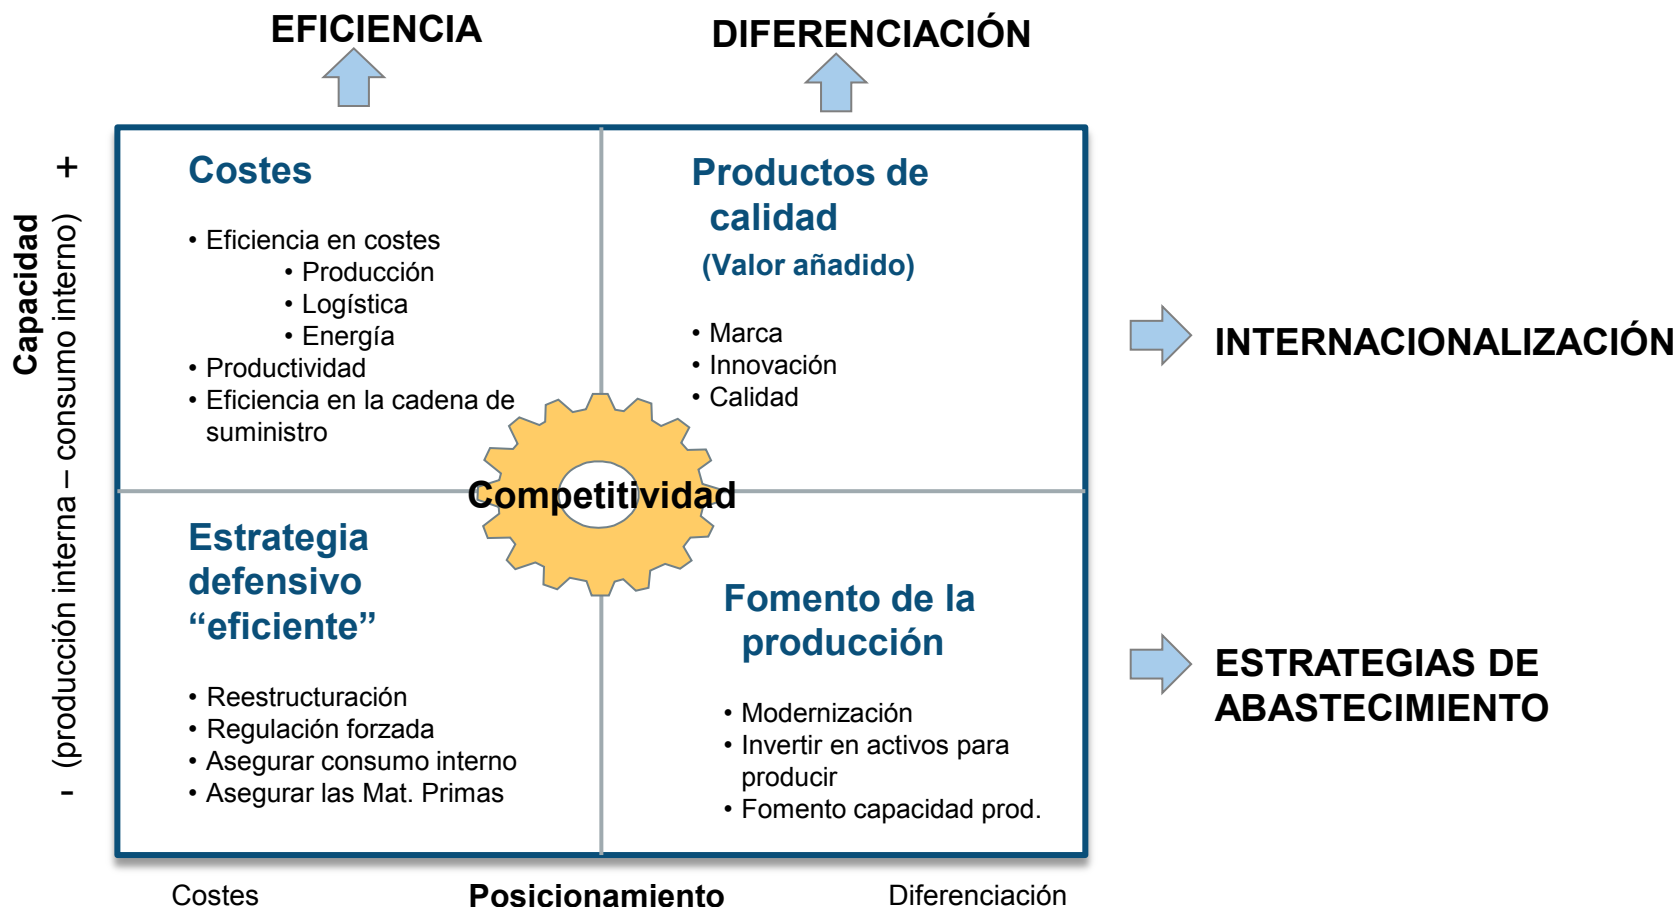 EFICIENCIA
DIFERENCIACIÓN
+
Capacidad
(producción interna – consumo interno)
-
Costes
• Eficiencia en costes
• Producción
• Logística
• Energía
• Productividad
• Eficiencia en la cadena de
suministro
Productos de
calidad
(Valor añadido)
• Marca
• Innovación
• Calidad
INTERNACIONALIZACIÓN
Competitividad
Estrategia
defensivo
“eficiente”
• Reestructuración
• Regulación forzada
• Asegurar consumo interno
• Asegurar las Mat. Primas
Fomento de la
producción
• Modernización
• Invertir en activos para
producir
• Fomento capacidad prod.
ESTRATEGIAS DE
ABASTECIMIENTO
Costes
Posicionamiento
Diferenciación